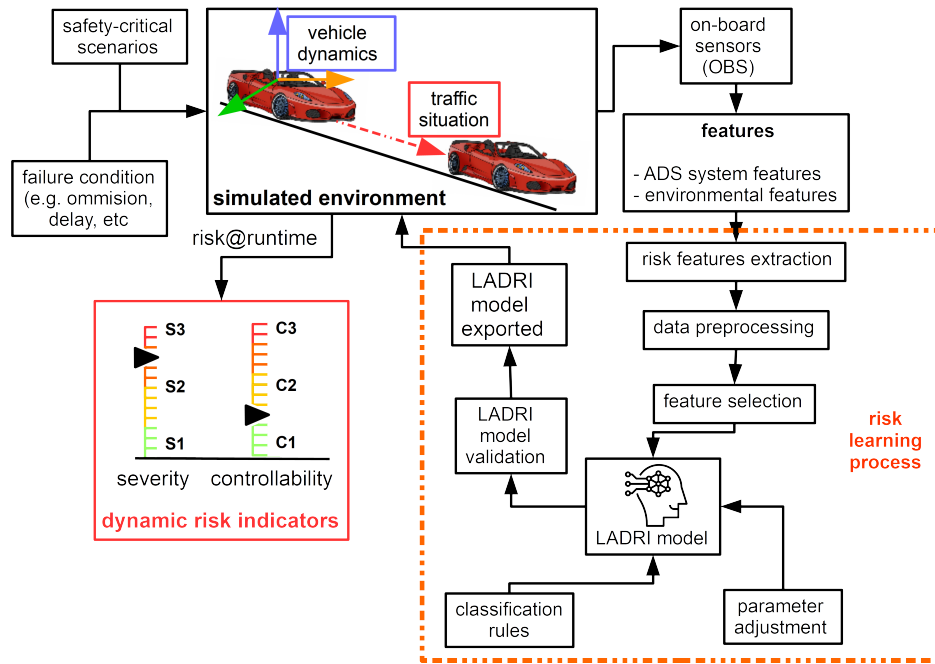 safety-critical
scenarios
vehicle
dynamics
traffic
situation
simulated environment
on-board
sensors
(OBS)
failure condition
(e.g. ommision,
delay, etc
features
- ADS system features
- environmental features
risk@runtime
risk features extraction
data preprocessing
feature selection
LADRI
model
exported
LADRI
model
validation
LADRI model
classification
rules
parameter
adjustment
risk
learning
process
S3
S2
S1
C3
C2
C1
severity
controllability
dynamic risk indicators